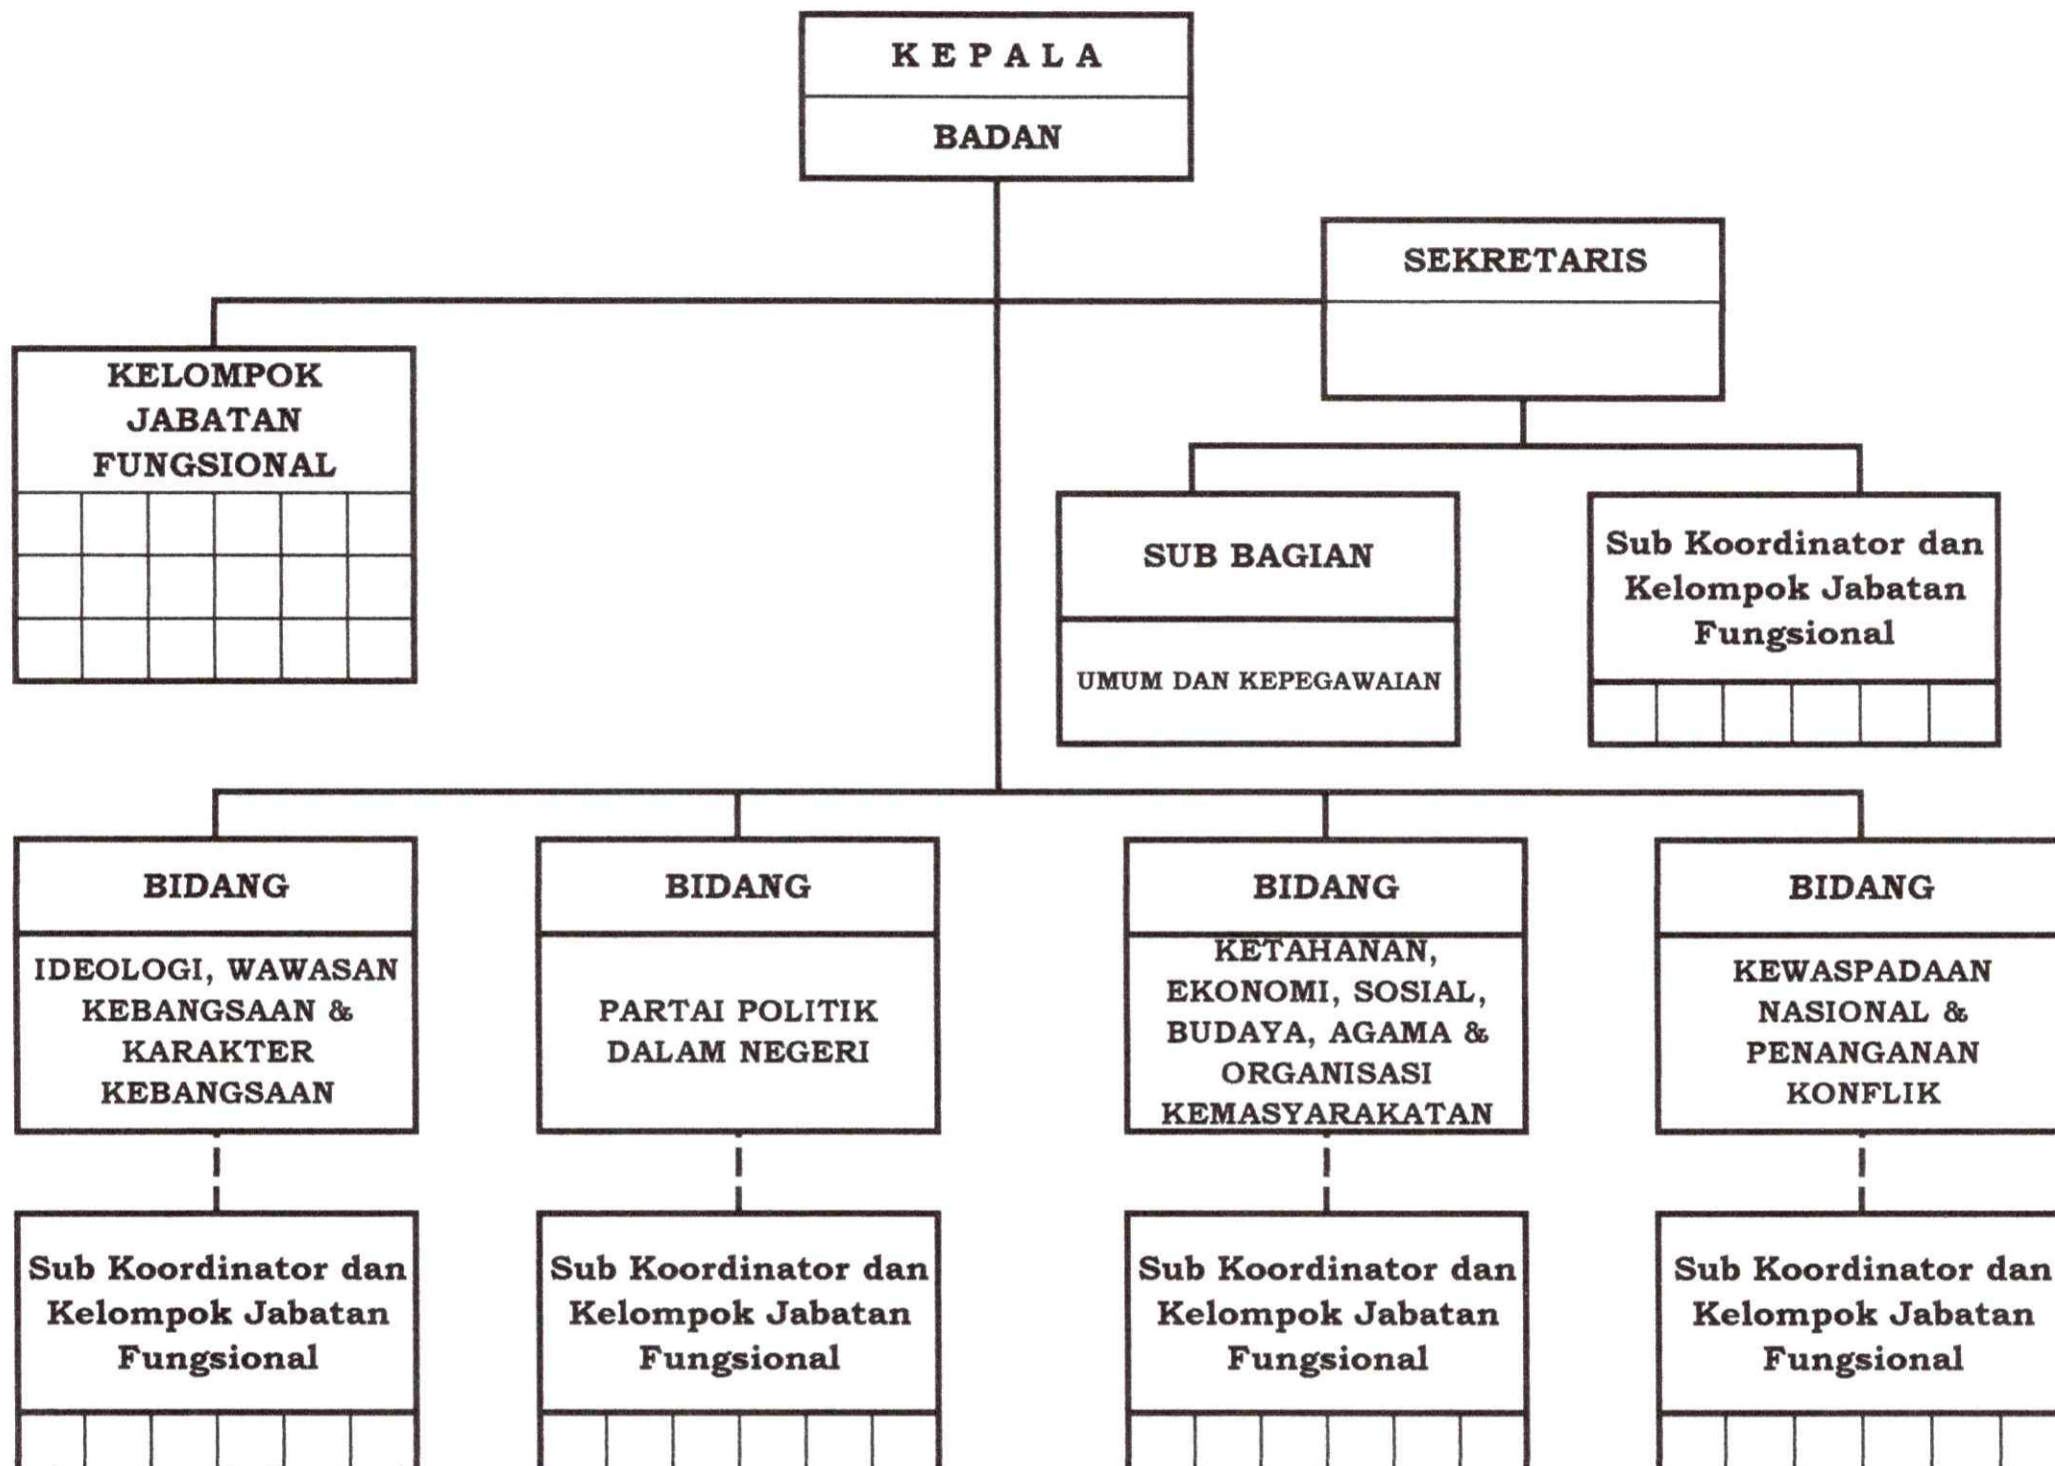 K E P A L A
BADAN
SEKRETARIS
KELOMPOK
JABATAN
FUNGSIONAL
SUB BAGIAN
UMUM DAN KEPEGAWAIAN
Sub Koordinator dan
Kelompok Jabatan
Fungsional
BIDANG
IDEOLOGI, WAWASAN
KEBANGSAAN &
KARAKTER
KEBANGSAAN
BIDANG
PARTAI POLITIK
DALAM NEGERI
BIDANG
KETAHANAN,
EKONOMI, SOSIAL,
BUDAYA, AGAMA &
ORGANISASI
KEMASYARAKATAN
BIDANG
KEWASPADAAN
NASIONAL &
PENANGANAN
KONFLIK
Sub Koordinator dan
Kelompok Jabatan
Fungsional
Sub Koordinator dan
Kelompok Jabatan
Fungsional
Sub Koordinator dan
Kelompok Jabatan
Fungsional
Sub Koordinator dan
Kelompok Jabatan
Fungsional